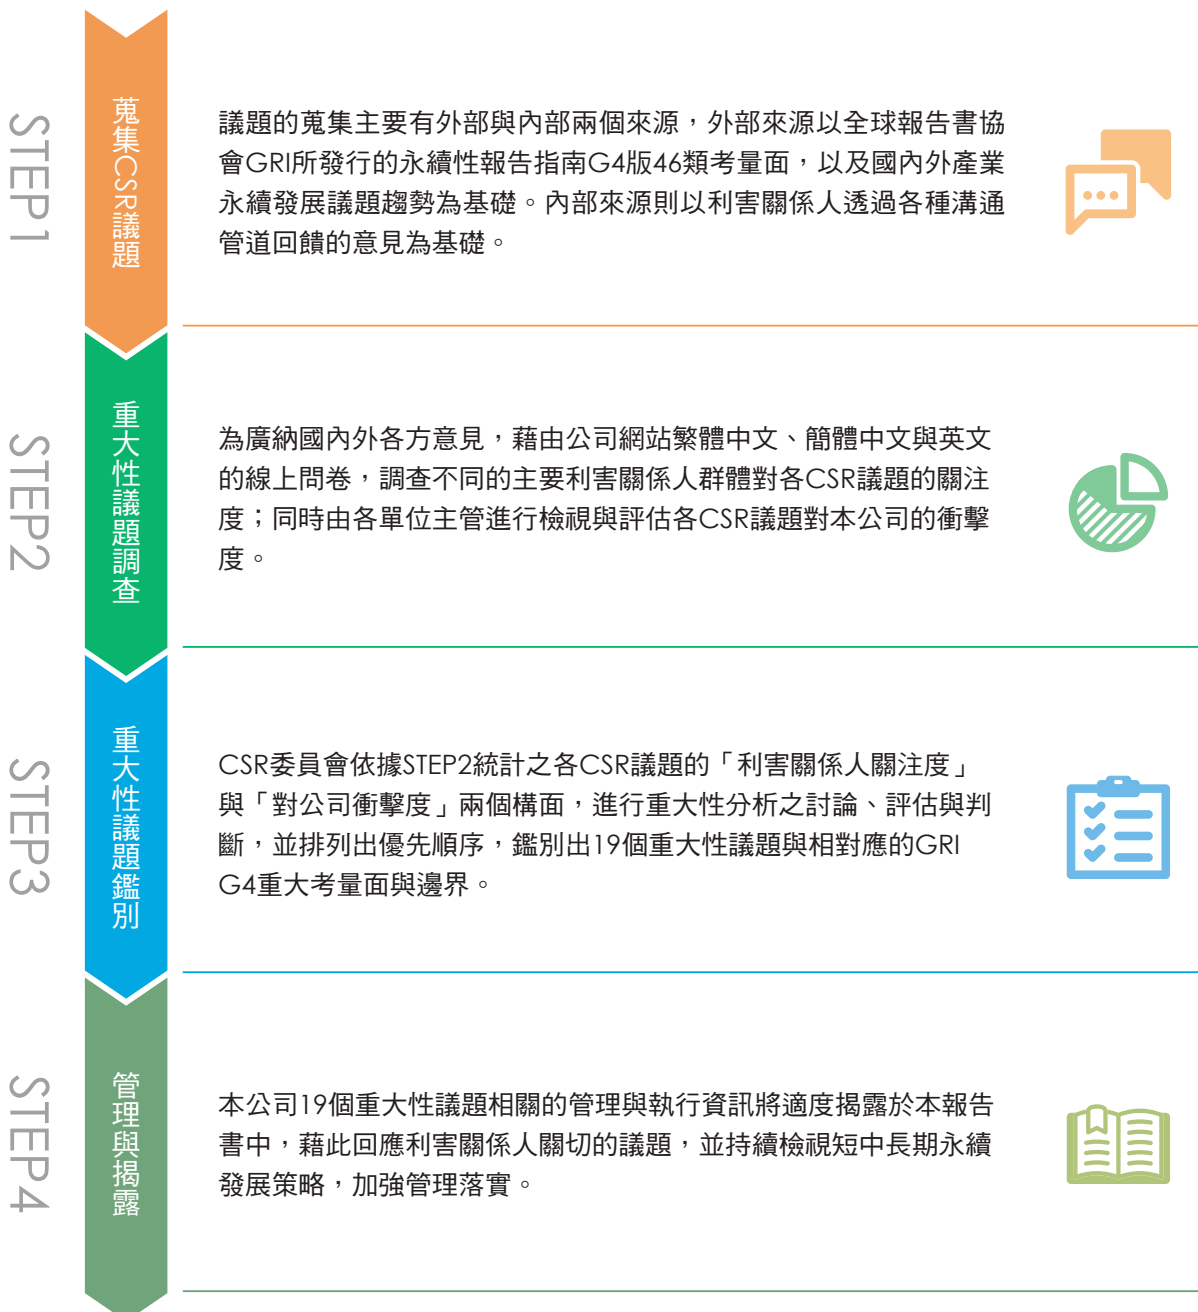 STEP1
蒐集CSR議題
議題的蒐集主要有外部與內部兩個來源，外部來源以全球報告書協
會GRI所發行的永續性報告指南G4版46類考量面，以及國內外產業
永續發展議題趨勢為基礎。內部來源則以利害關係人透過各種溝通
管道回饋的意見為基礎。
STEP2
重大性議題調查
為廣納國內外各方意見，藉由公司網站繁體中文、簡體中文與英文
的線上問卷，調查不同的主要利害關係人群體對各CSR議題的關注
度；同時由各單位主管進行檢視與評估各CSR議題對本公司的衝擊
度。
STEP3
重大性議題鑑別
CSR委員會依據STEP2統計之各CSR議題的「利害關係人關注度」
與「對公司衝擊度」兩個構面，進行重大性分析之討論、評估與判
斷，並排列出優先順序，鑑別出19個重大性議題與相對應的GRI
G4重大考量面與邊界。
STEP4
管理與揭露
本公司19個重大性議題相關的管理與執行資訊將適度揭露於本報告
書中，藉此回應利害關係人關切的議題，並持續檢視短中長期永續
發展策略，加強管理落實。